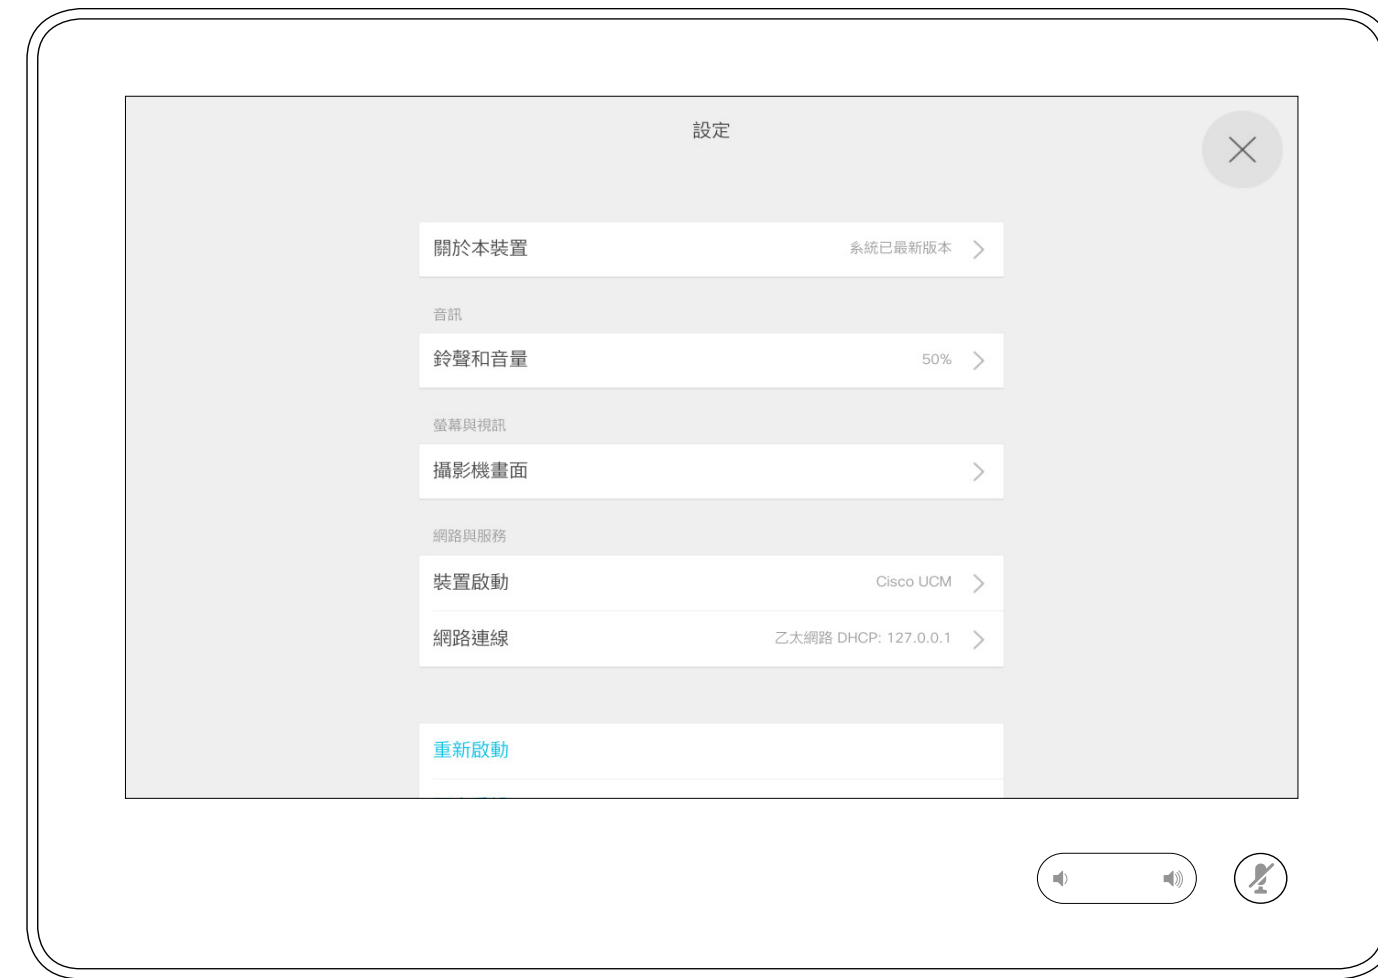 設定
關於本裝置 系統已最新版本
音訊
鈴聲和音量 50%
螢幕與視訊
攝影機畫面
網路與服務
裝置啟動 Cisco UCM
網路連線 乙太網路 DHCP: 127.0.0.1
重新啟動